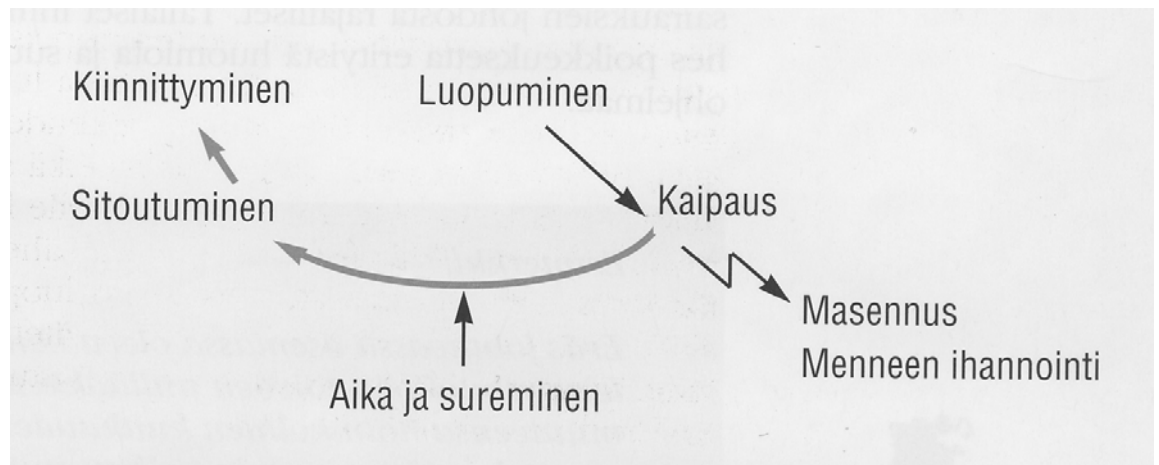 Kiinnittyminen
Luopuminen
Sitoutuminen
Kaipaus
Masennus
Menneen ihannointi
Aika ja sureminen